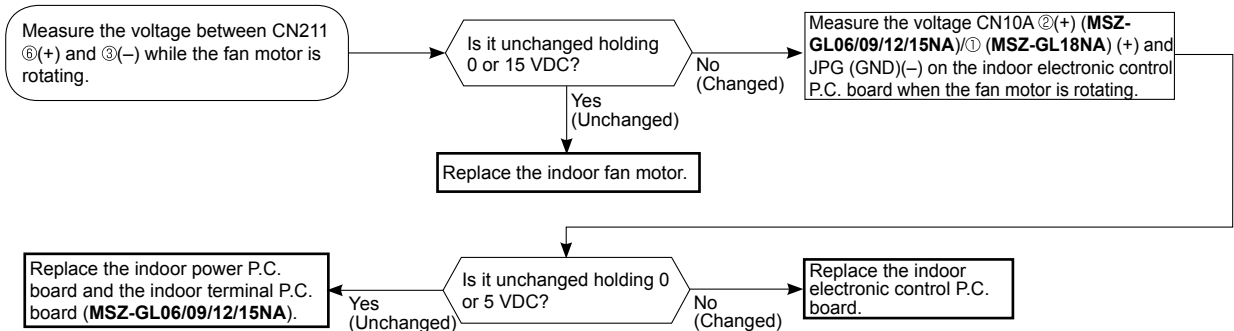 Measure the voltage between CN211
⑥(+) and ③(–) while the fan motor is
rotating.
Is it unchanged holding
0 or 15 VDC?
No
(Changed)
Measure the voltage CN10A ②(+) (MSZ-
GL06/09/12/15NA)/① (MSZ-GL18NA) (+) and
JPG (GND)(–) on the indoor electronic control
P.C. board when the fan motor is rotating.
Yes
(Unchanged)
Replace the indoor fan motor.
Replace the indoor power P.C.
board and the indoor terminal P.C.
board (MSZ-GL06/09/12/15NA).
Yes
(Unchanged)
Is it unchanged holding 0
or 5 VDC?
No
(Changed)
Replace the indoor
electronic control P.C.
board.